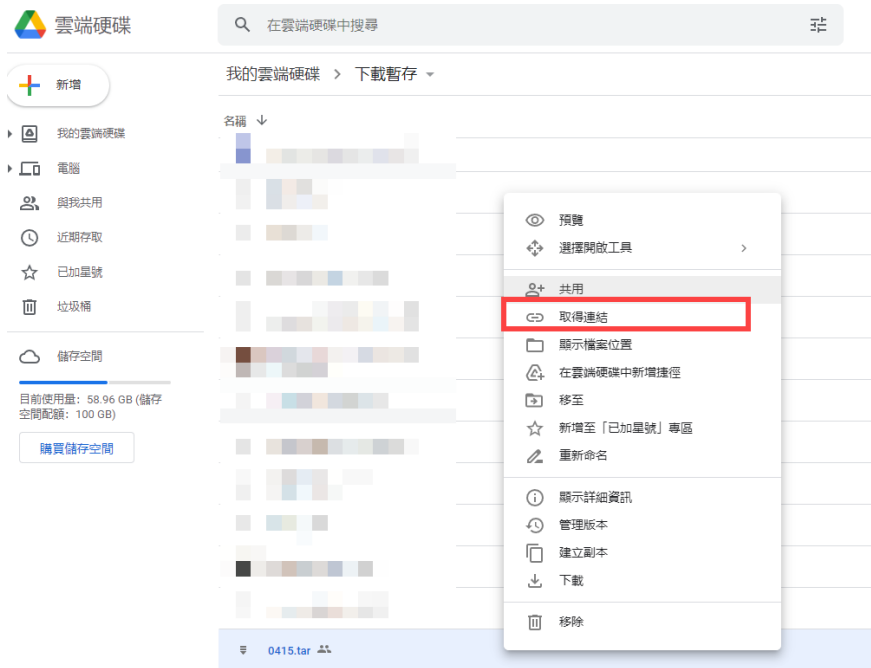 雲端硬碟
在雲端硬碟中搜尋
新增
我的雲端硬碟
電腦
與我共用
近期存取
已加星號
垃圾桶
儲存空間
目前使用量: 58.96 GB (儲存
空間配額: 100 GB)
購買儲存空間
我的雲端硬碟 > 下載暫存
名稱
預覽
選擇開啟工具
共用
取得連結
顯示檔案位置
在雲端硬碟中新增捷徑
移至
新增至「已加星號」專區
重新命名
顯示詳細資訊
管理版本
建立副本
下載
移除
0415.tar